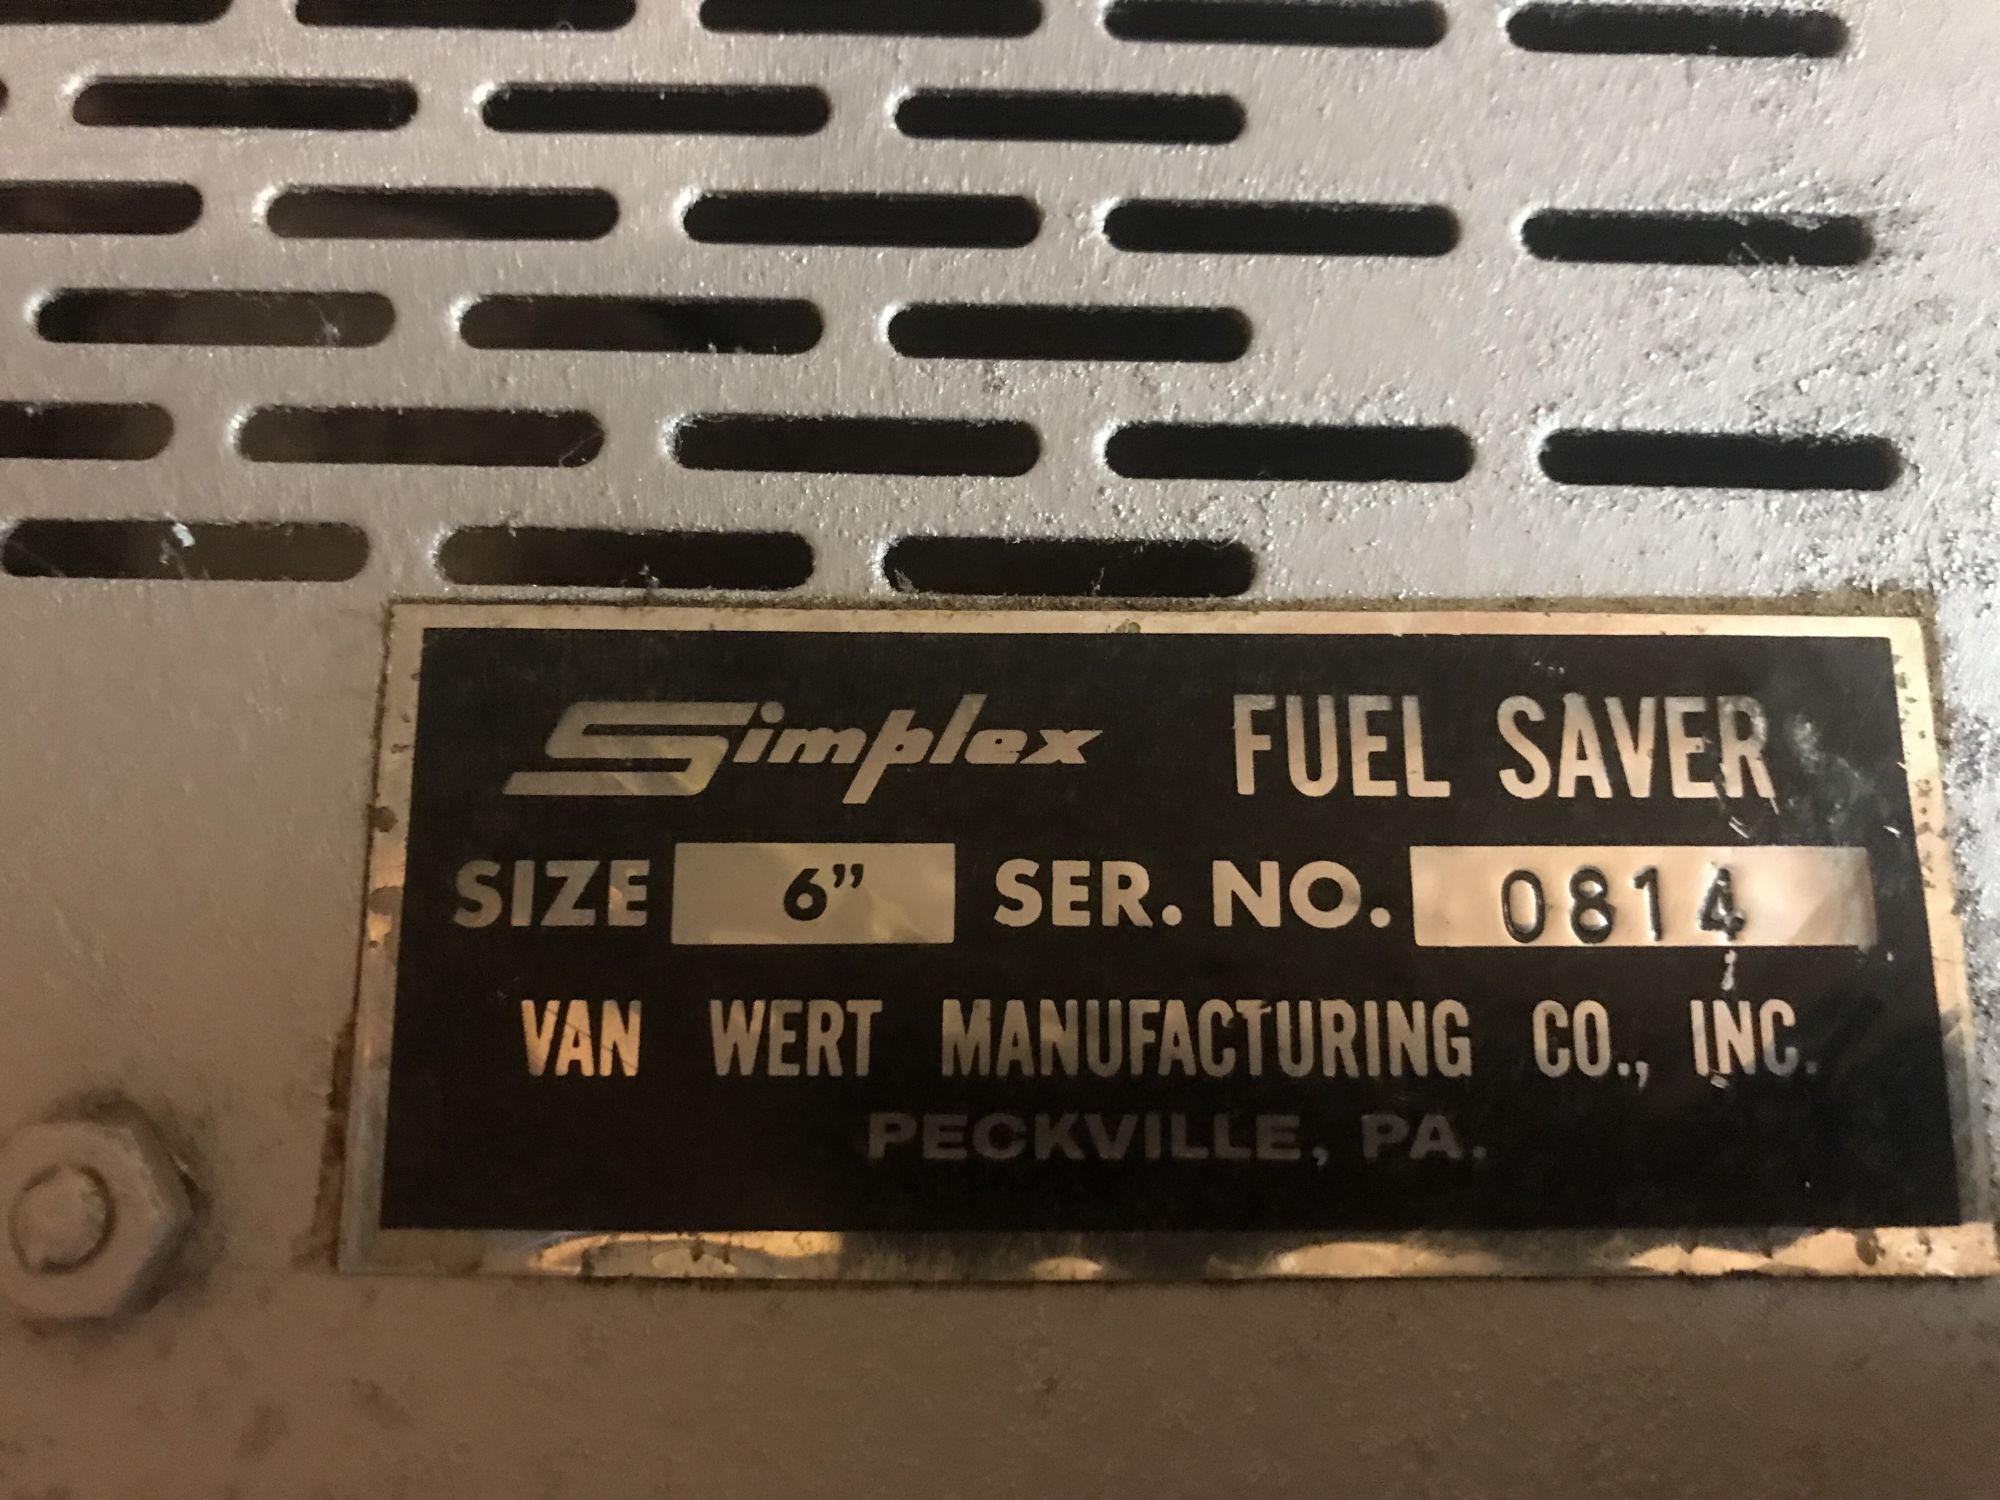 Simplex FUEL SAVER
SIZE 6” SER. NO. 0814
VAN WERT MANUFACTURING CO., INC.
PECKVILLE, PA.